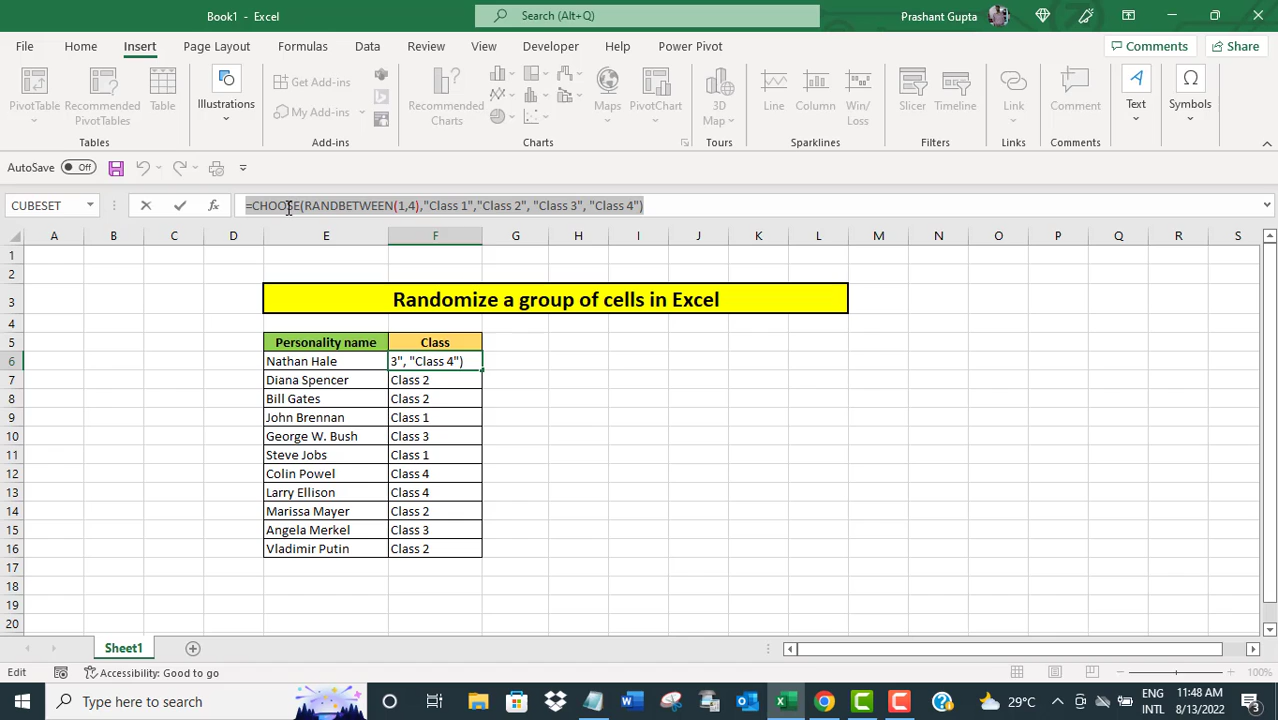 Book1 - Excel
Search (Alt+Q)
Prashant Gupta
File Home Insert Page Layout Formulas Data Review View Developer Help Power Pivot Comments Share
PivotTable
Recommended PivotTables
Table
Illustrations
Get Add-ins
My Add-ins
Recommended Charts
Maps
PivotChart
3D Map
Line
Column
Win/Loss
Slicer
Timeline
Link
Comment
Text
Symbols
Tables Add-ins Charts Tours Sparklines Filters Links Comments
AutoSave Off
CUBESET fx =CHOOSE(RANDBETWEEN(1,4),"Class 1","Class 2", "Class 3", "Class 4")
A B C D E F G H I J K L M N O P Q R S
1
2
3 Randomize a group of cells in Excel
4
5 Personality name Class
6 Nathan Hale 3", "Class 4")
7 Diana Spencer Class 2
8 Bill Gates Class 2
9 John Brennan Class 1
10 George W. Bush Class 3
11 Steve Jobs Class 1
12 Colin Powel Class 4
13 Larry Ellison Class 4
14 Marissa Mayer Class 2
15 Angela Merkel Class 3
16 Vladimir Putin Class 2
17
18
19
20
Sheet1
Edit Accessibility: Good to go 100%
Type here to search 29°C ENG INTL 11:48 AM 8/13/2022 3